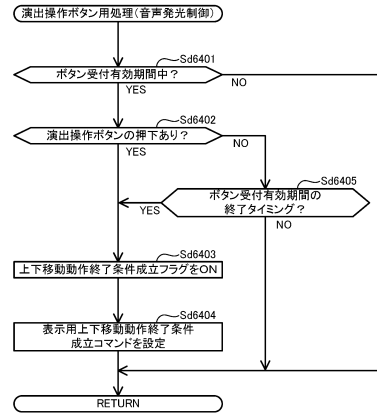 演出操作ボタン用処理(音声発光制御)
Sd6401
ボタン受付有効期間中?
NO
YES
Sd6402
演出操作ボタンの押下あり?
NO
YES
Sd6405
ボタン受付有効期間の
終了タイミング?
YES
NO
Sd6403
上下移動動作終了条件成立フラグをON
Sd6404
表示用上下移動動作終了条件
成立コマンドを設定
RETURN